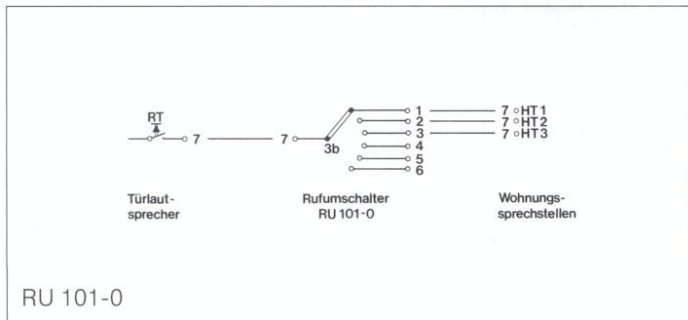 RT
7 7 3b
1 7 HT1
2 7 HT2
3 7 HT3
4
5
6
Türlaut-
sprecher
Rufumschalter
RU 101-0
Wohnungs-
sprechstellen
RU 101-0